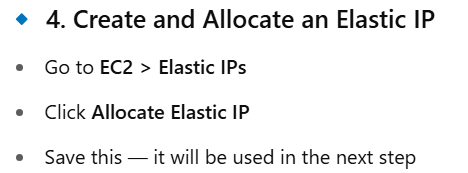 4. Create and Allocate an Elastic IP
Go to EC2 > Elastic IPs
Click Allocate Elastic IP
Save this — it will be used in the next step